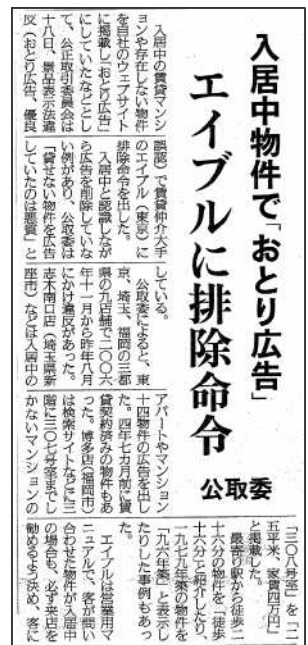 入居中物件で「おとり広告」
エイブルに排除命令
公取委
入居中の賃貸マンシ
ョンや存在しない物件
を自社のウェブサイト
に掲載し「おとり広告」
にしていたなどとし
て、公正取引委員会は
十八日、景品表示法違
反（おとり広告、優良
誤認）で賃貸仲介大手
のエイブル（東京）に
排除命令を出した。
入居中と認識しなが
ら広告を削除していな
い例があり、公取委は
「貸せない物件を広告
していたのは悪質」と
している。
公取委によると、東
京、埼玉、福岡の三都
県の九店舗で二〇〇六
年十一月から昨年八月
にかけ違反があった。
志木南口店（埼玉県新
座市）などは入居中の
アパートやマンション
十四物件の広告を出し
た。四年七カ月前に賃
貸契約済みの物件もあ
った。博多店（福岡市）
は検索サイトなどに三
階に三〇七号室までし
かないマンションの
「三〇八号室」を「二
五平米、家賃四万円」
と掲載した。
最寄り駅から徒歩二
十六分の物件を「徒歩
十六分」と紹介したり、
一九七九年築の物件を
「九六年築」と表示し
たりした事例もあっ
た。
エイブルは営業用マ
ニュアルで、客が問い
合わせた物件が入居中
の場合も、必ず来店を
勧めるよう決め、客に